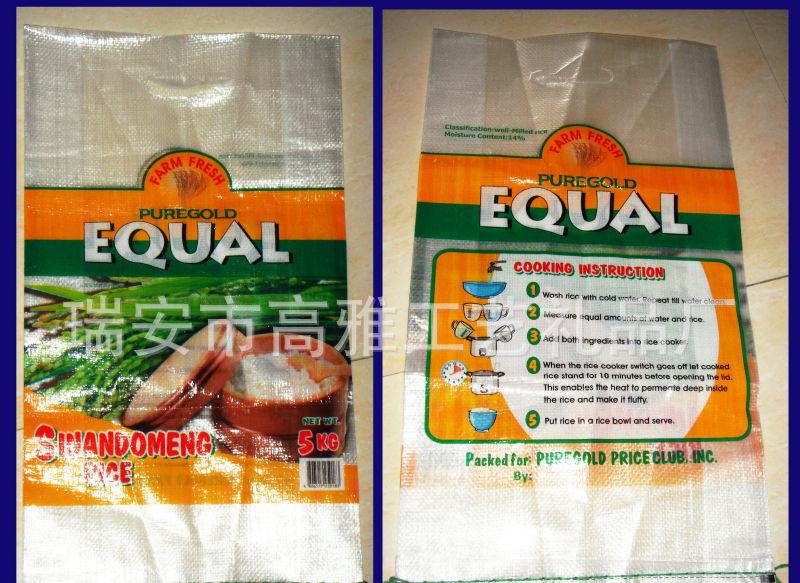 FARM FRESH
PUREGOLD
EQUAL
SINANDOMENG
RICE
NET WT.
5 KG
Classification:well-Milled rice
Moisture Content:14%
FARM FRESH
PUREGOLD
EQUAL
COOKING INSTRUCTION
1 Wash rice with cold water. Repeat till water clean.
2 Measure equal amounts of water and rice.
3 Add both ingredients into rice cooker.
4 When the rice cooker switch goes off let cooked
rice stand for 10 minutes before opening the lid.
This enables the heat to permente deep inside
the rice and make it fluffy.
5 Put rice in a rice bowl and serve.
Packed for: PUREGOLD PRICE CLUB, INC.
By:
瑞安市高雅工艺礼品厂